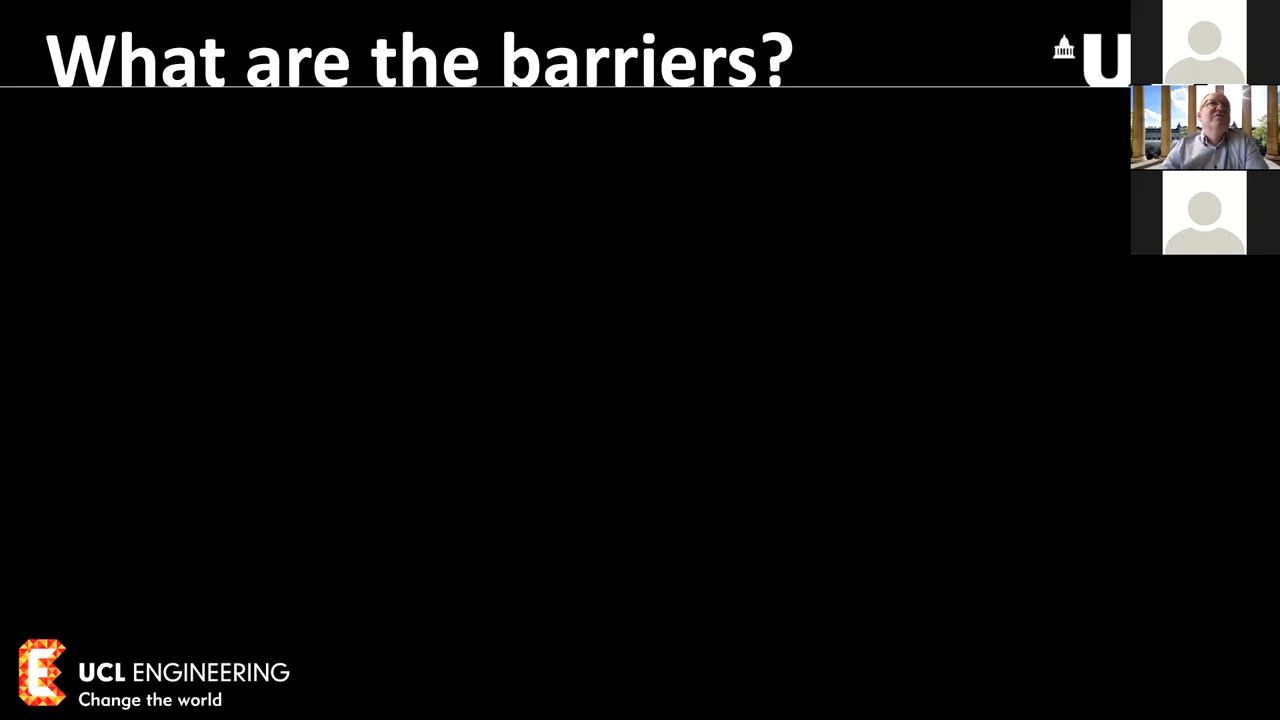 What are the barriers?
U
UCL ENGINEERING
Change the world